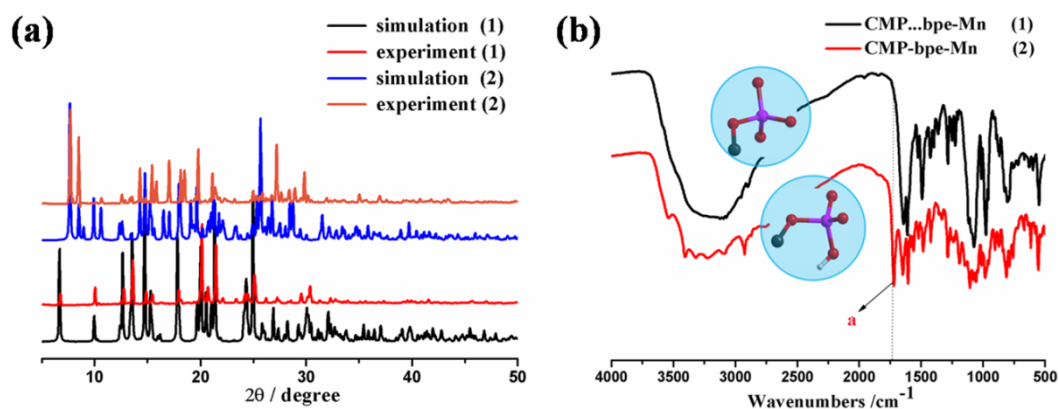 (a)
simulation (1)
experiment (1)
simulation (2)
experiment (2)
10 20 30 40 50
2θ / degree
(b)
CMP...bpe-Mn (1)
CMP-bpe-Mn (2)
a
4000 3500 3000 2500 2000 1500 1000 500
Wavenumbers /cm-1